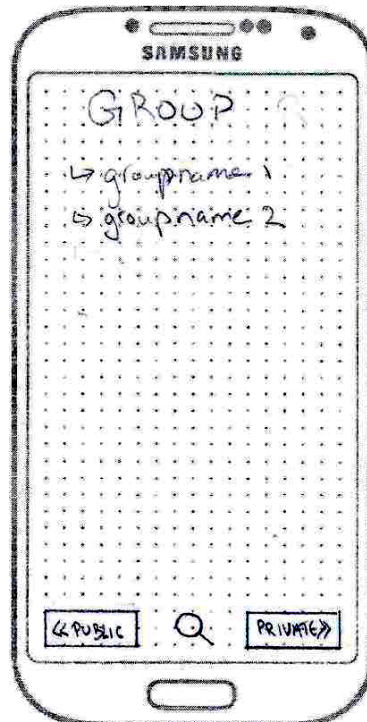 SAMSUNG
GROUP
↳ groupname 1
↳ groupname 2
<<PUBLIC
PRIVATE>>